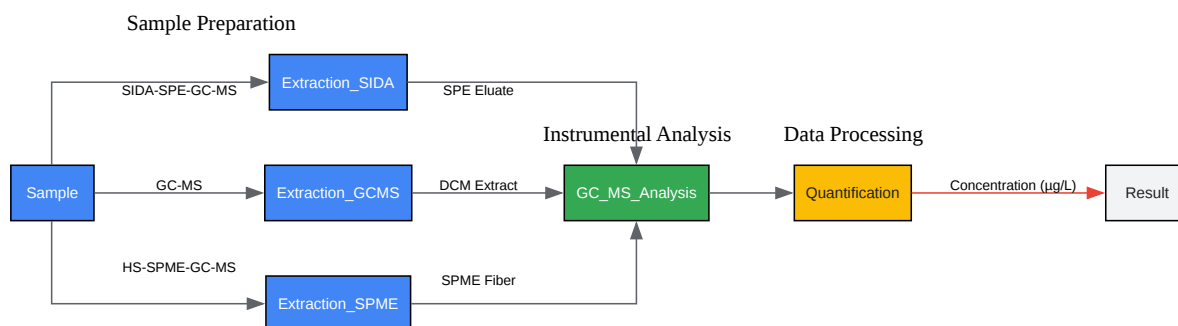 Sample Preparation
Extraction_SIDA
SIDA-SPE-GC-MS
SPE Eluate
Instrumental Analysis
Data Processing
Sample
GC-MS
Extraction_GCMS
DCM Extract
GC_MS_Analysis
Quantification
Concentration (µg/L)
Result
HS-SPME-GC-MS
Extraction_SPME
SPME Fiber